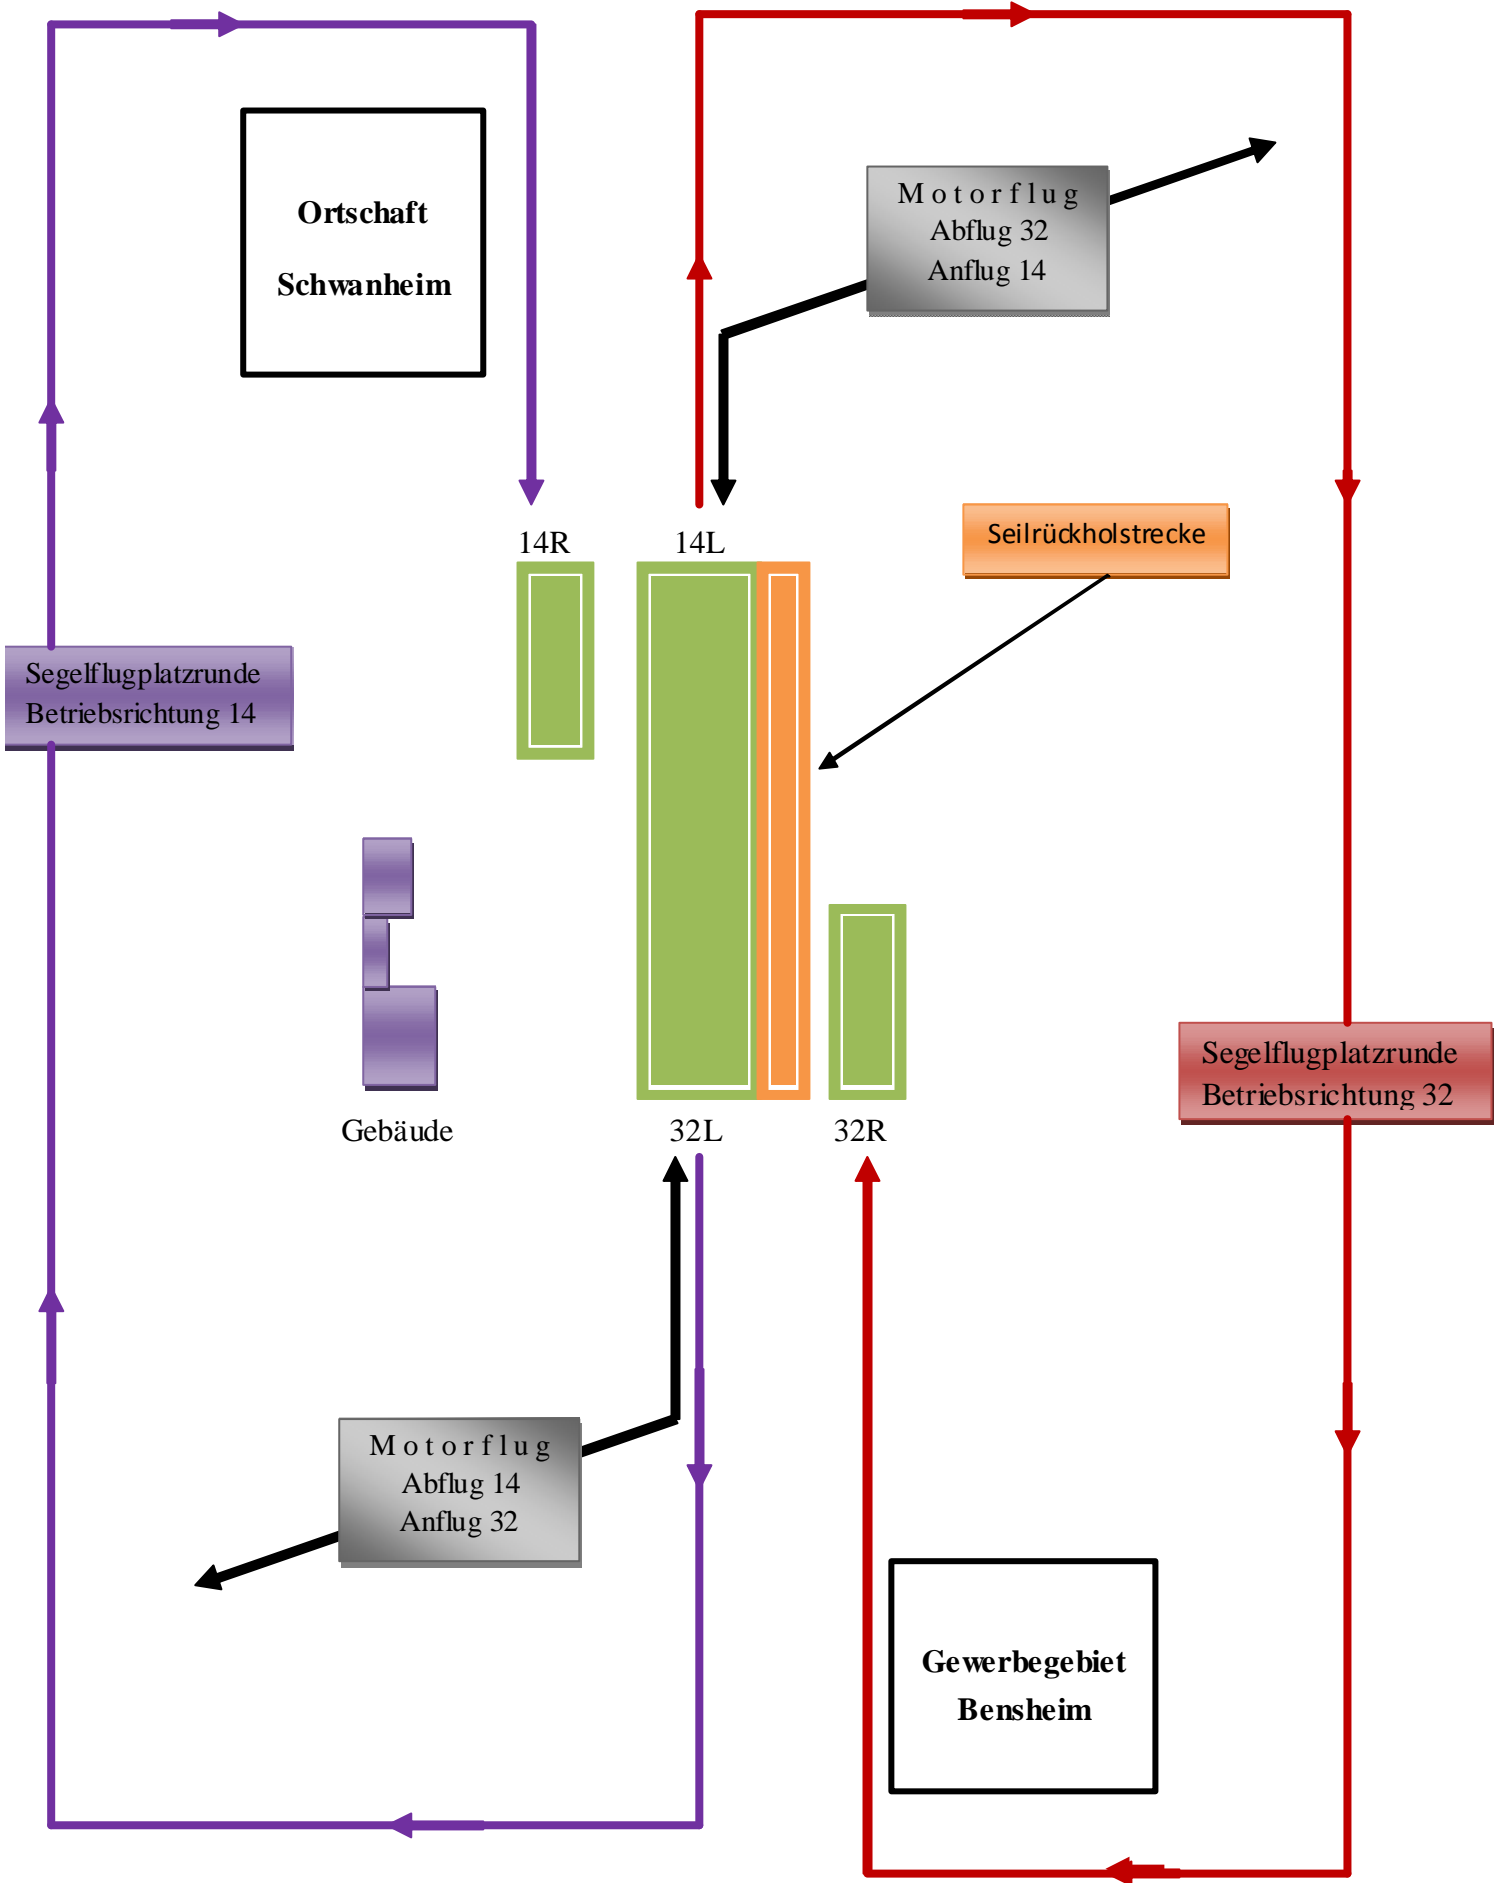 Ortschaft
Schwanheim
Motorflug
Abflug 32
Anflug 14
14R
14L
Seilrückholstrecke
Segelflugplatzrunde
Betriebsrichtung 14
Segelflugplatzrunde
Betriebsrichtung 32
Gebäude
32L
32R
Motorflug
Abflug 14
Anflug 32
Gewerbegebiet
Bensheim